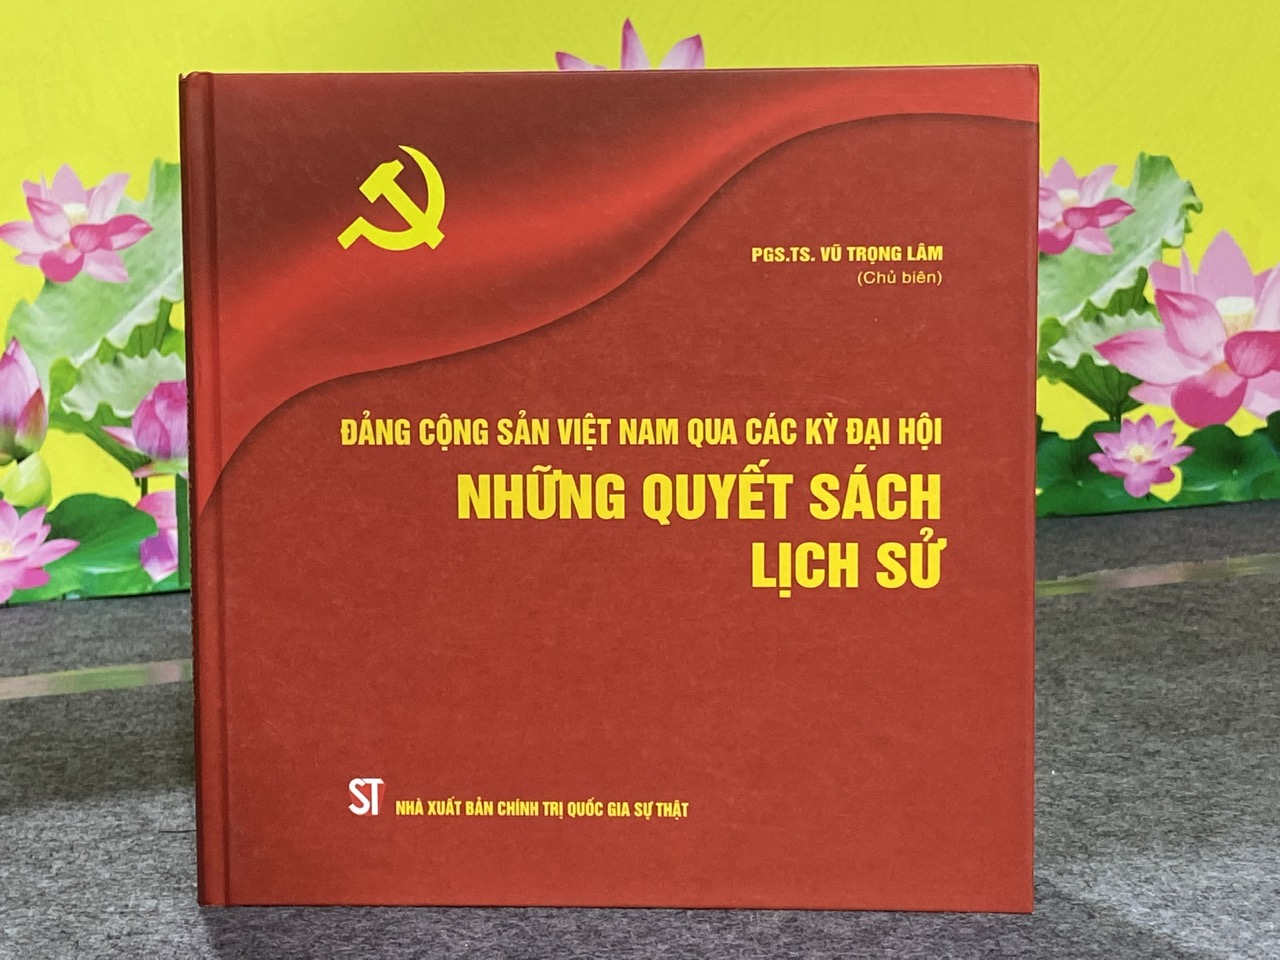 PGS.TS. VŨ TRỌNG LÂM
(Chủ biên)
ĐẢNG CỘNG SẢN VIỆT NAM QUA CÁC KỲ ĐẠI HỘI
NHỮNG QUYẾT SÁCH
LỊCH SỬ
ST NHÀ XUẤT BẢN CHÍNH TRỊ QUỐC GIA SỰ THẬT